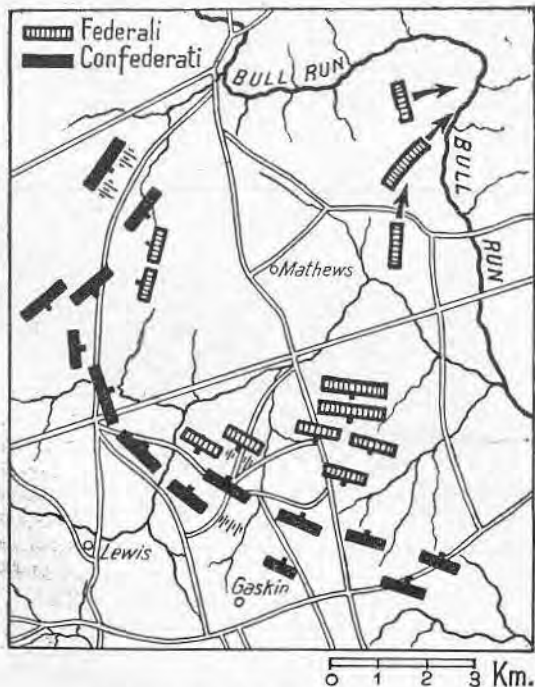 Federali
Confederati
BULL RUN
BULL RUN
Mathews
Lewis
Gaskin
0 1 2 3 Km.